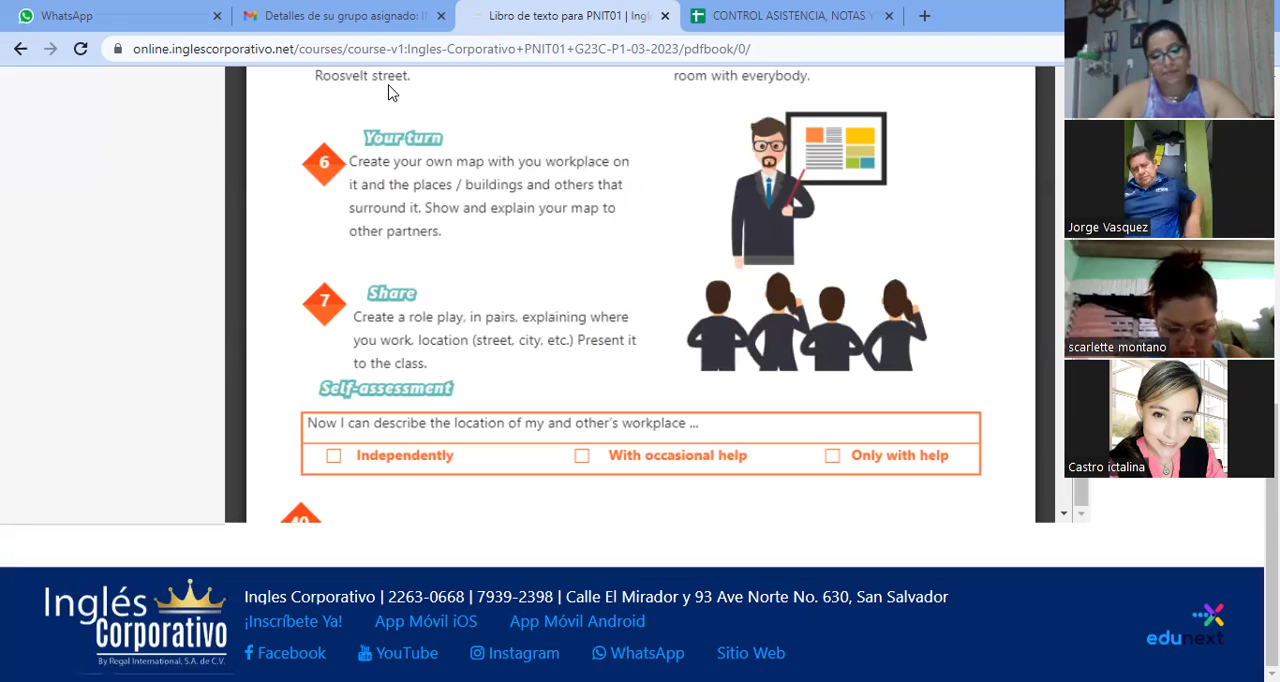 WhatsApp
Detalles de su grupo asignado: I
Libro de texto para PNIT01 | Ingl
CONTROL ASISTENCIA, NOTAS Y
online.inglescorporativo.net/courses/course-v1:Ingles-Corporativo+PNIT01+G23C-P1-03-2023/pdfbook/0/
Roosvelt street.
room with everybody.
Your turn
6
Create your own map with you workplace on
it and the places / buildings and others that
surround it. Show and explain your map to
other partners.
Share
7
Create a role play, in pairs, explaining where
you work, location (street, city, etc.) Present it
to the class.
Self-assessment
Now I can describe the location of my and other's workplace ...
Independently
With occasional help
Only with help
40
Jorge Vasquez
scarlette montano
Castro ictalina
Inglés
Corporativo
By Regal International, S.A. de C.V.
Ingles Corporativo | 2263-0668 | 7939-2398 | Calle El Mirador y 93 Ave Norte No. 630, San Salvador
¡Inscríbete Ya!
App Móvil iOS
App Móvil Android
Facebook
YouTube
Instagram
WhatsApp
Sitio Web
edunext